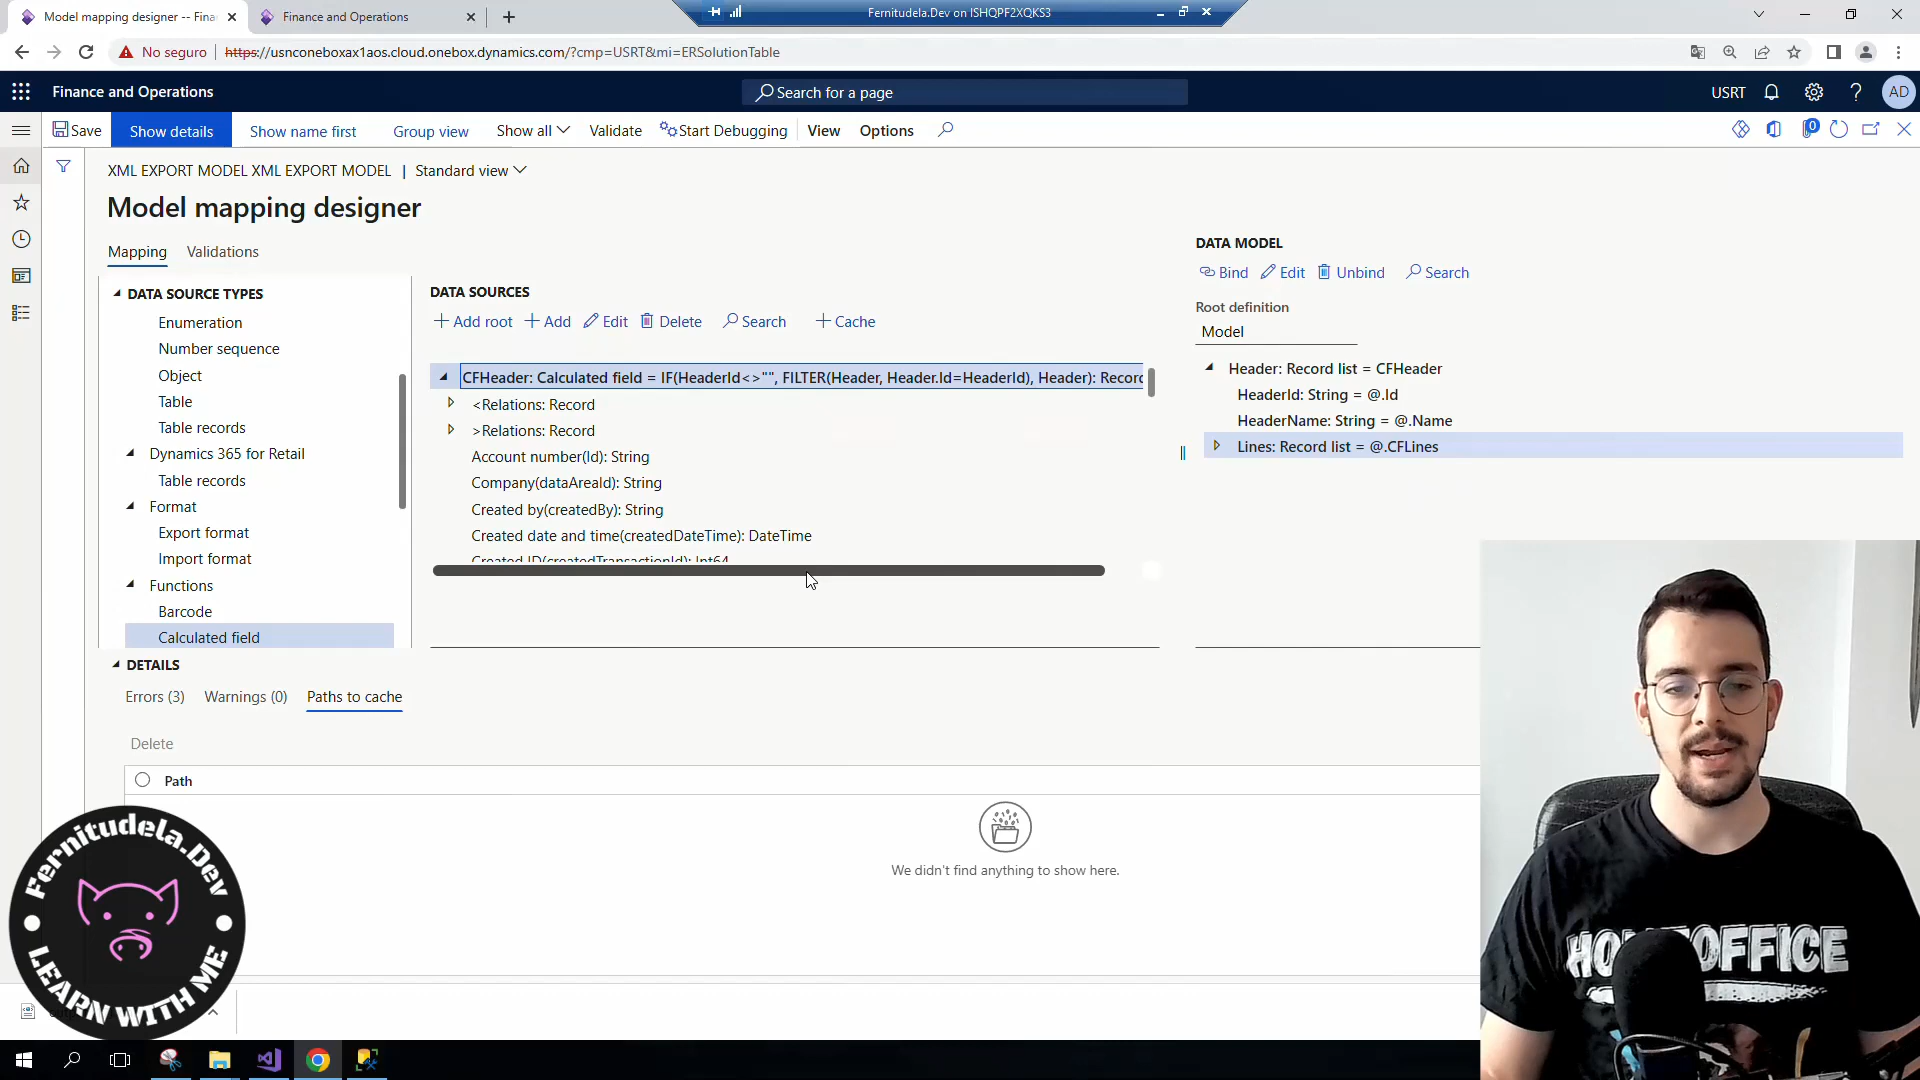 Model mapping designer -- Fina
Finance and Operations
Fernitudela.Dev on ISHQPF2XQKS3
No seguro
https://usnconeboxax1aos.cloud.onebox.dynamics.com/?cmp=USRT&mi=ERSolutionTable
Finance and Operations
Search for a page
USRT
?
AD
Save
Show details
Show name first
Group view
Show all
Validate
Start Debugging
View
Options
0
XML EXPORT MODEL XML EXPORT MODEL | Standard view
Model mapping designer
Mapping
Validations
DATA SOURCE TYPES
Enumeration
Number sequence
Object
Table
Table records
Dynamics 365 for Retail
Table records
Format
Export format
Import format
Functions
Barcode
Calculated field
DATA SOURCES
Add root
Add
Edit
Delete
Search
Cache
CFHeader: Calculated field = IF(HeaderId<>"", FILTER(Header, Header.Id=HeaderId), Header): Record
<Relations: Record
>Relations: Record
Account number(Id): String
Company(dataAreaId): String
Created by(createdBy): String
Created date and time(createdDateTime): DateTime
Created ID(createdTransactionId): Int64
DATA MODEL
Bind
Edit
Unbind
Search
Root definition
Model
Header: Record list = CFHeader
HeaderId: String = @.Id
HeaderName: String = @.Name
Lines: Record list = @.CFLines
DETAILS
Errors (3)
Warnings (0)
Paths to cache
Delete
Path
We didn't find anything to show here.
Fernitudela.Dev
LEARN WITH ME